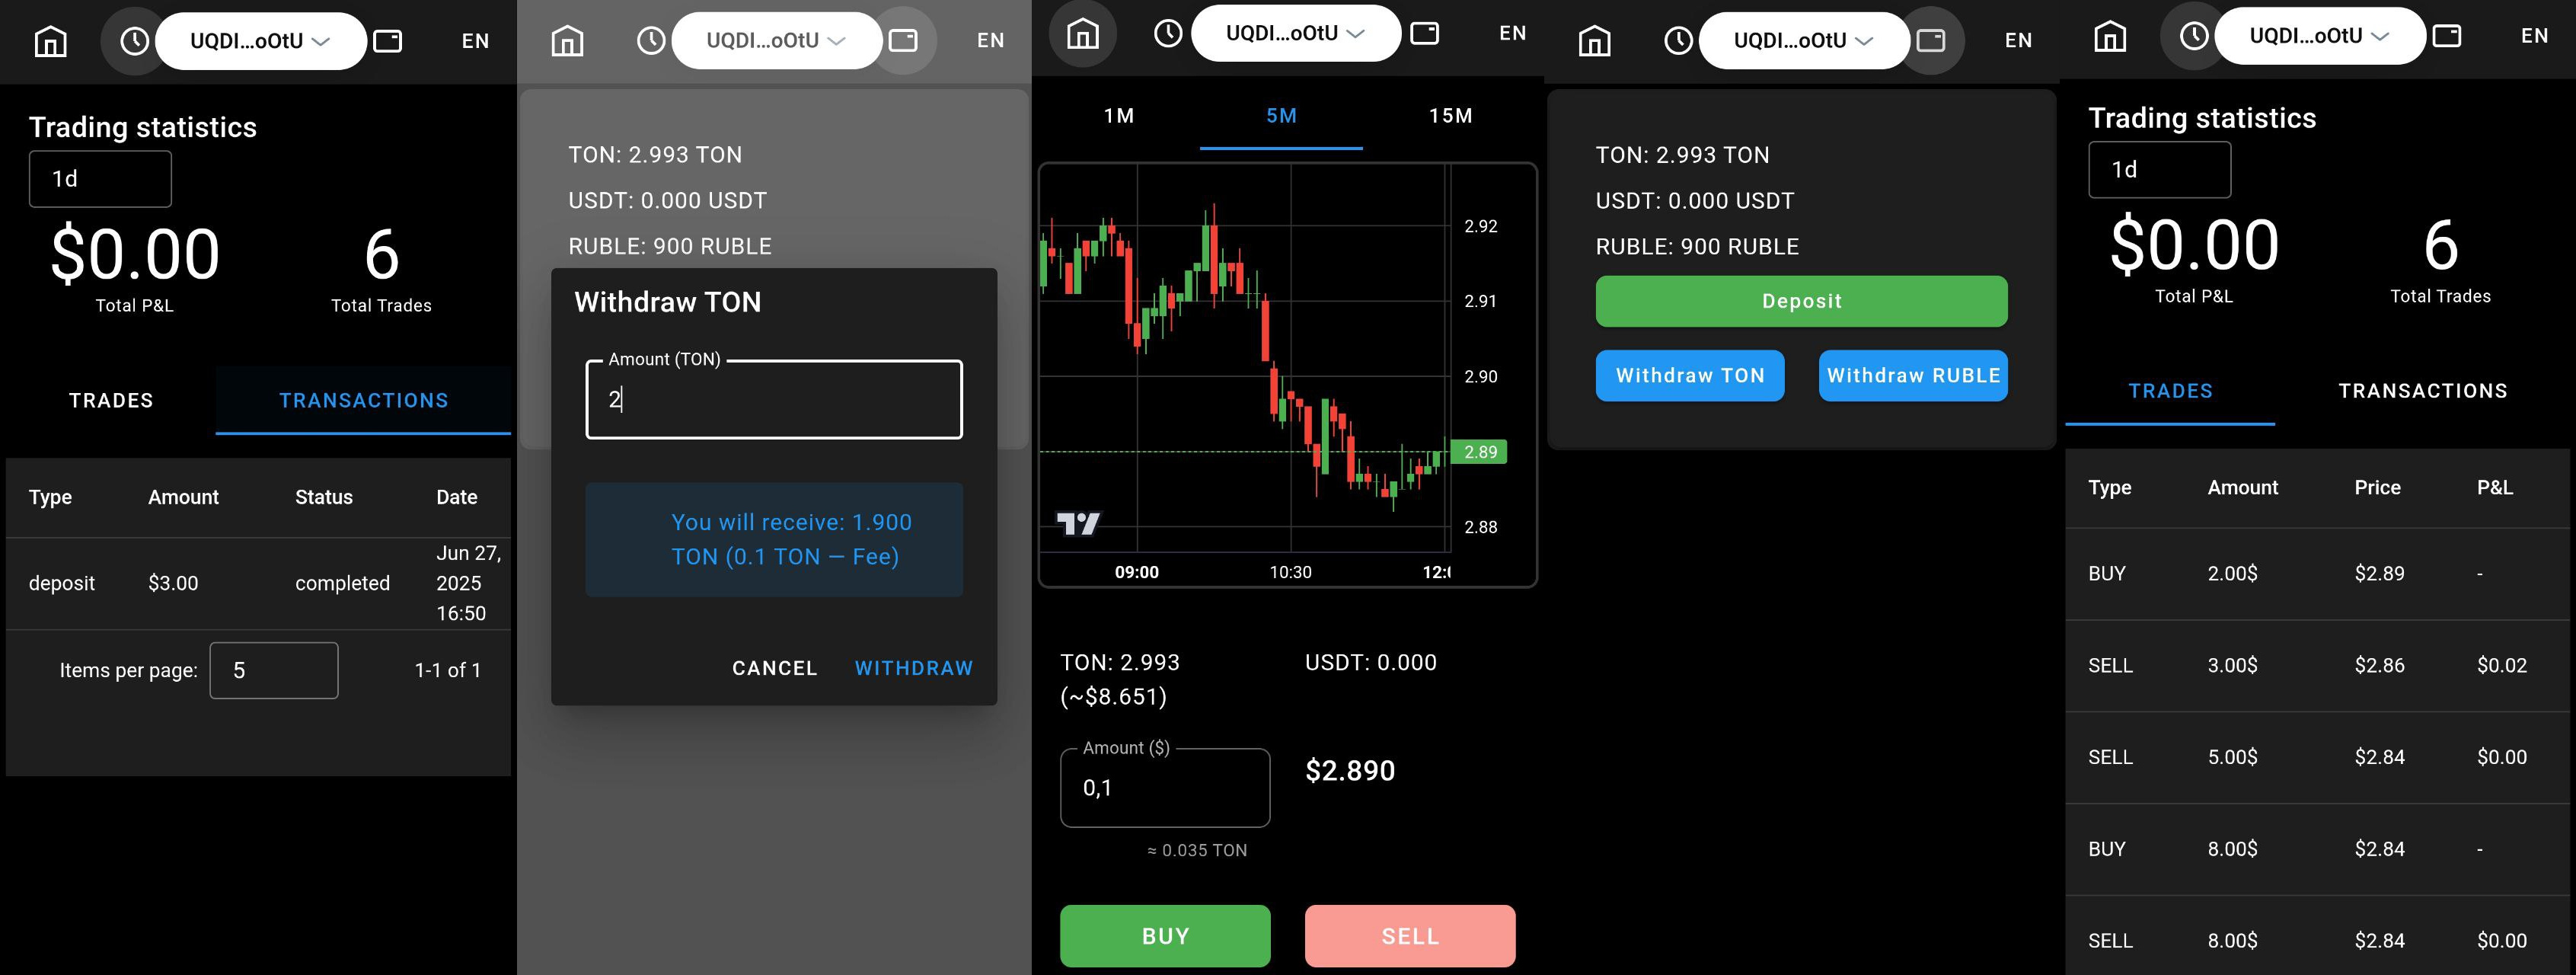 UQDI...oOtU
EN
Trading statistics
1d
$0.00
6
Total P&L
Total Trades
TRADES
TRANSACTIONS
Type Amount Status Date
deposit $3.00 completed Jun 27,
2025
16:50
Items per page: 5 1-1 of 1
UQDI...oOtU
EN
TON: 2.993 TON
USDT: 0.000 USDT
RUBLE: 900 RUBLE
Withdraw TON
Amount (TON)
2
You will receive: 1.900
TON (0.1 TON — Fee)
CANCEL
WITHDRAW
UQDI...oOtU
EN
1M
5M
15M
2.92
2.91
2.90
2.89
2.88
09:00
10:30
TON: 2.993
(~$8.651)
USDT: 0.000
Amount ($)
0,1
$2.890
≈ 0.035 TON
BUY
SELL
UQDI...oOtU
EN
TON: 2.993 TON
USDT: 0.000 USDT
RUBLE: 900 RUBLE
Deposit
Withdraw TON
Withdraw RUBLE
UQDI...oOtU
EN
Trading statistics
1d
$0.00
6
Total P&L
Total Trades
TRADES
TRANSACTIONS
Type Amount Price P&L
BUY 2.00$ $2.89 -
SELL 3.00$ $2.86 $0.02
SELL 5.00$ $2.84 $0.00
BUY 8.00$ $2.84 -
SELL 8.00$ $2.84 $0.00